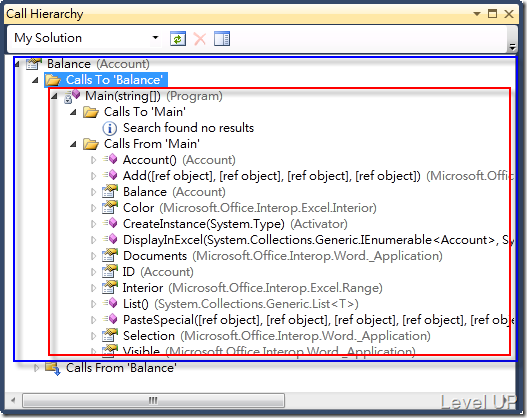 Call Hierarchy
My Solution
Balance (Account)
Calls To 'Balance'
Main(string[]) (Program)
Calls To 'Main'
Search found no results
Calls From 'Main'
Account() (Account)
Add([ref object], [ref object], [ref object], [ref object]) (Microsoft.Offi
Balance (Account)
Color (Microsoft.Office.Interop.Excel.Interior)
CreateInstance(System.Type) (Activator)
DisplayInExcel(System.Collections.Generic.IEnumerable<Account>, Sy
Documents (Microsoft.Office.Interop.Word._Application)
ID (Account)
Interior (Microsoft.Office.Interop.Excel.Range)
List() (System.Collections.Generic.List<T>)
PasteSpecial([ref object], [ref object], [ref object], [ref object], [ref obje
Selection (Microsoft.Office.Interop.Word._Application)
Visible (Microsoft.Office.Interop.Word._Application)
Calls From 'Balance'
Level UP